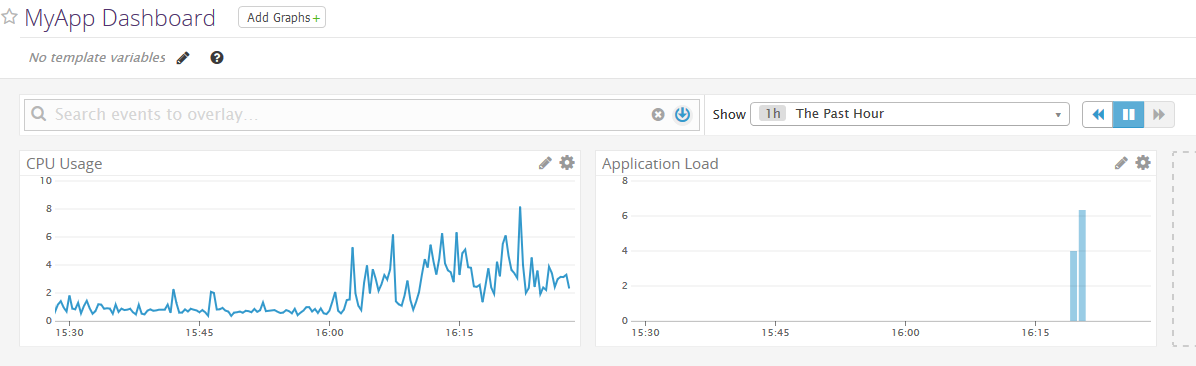 MyApp Dashboard Add Graphs+
No template variables
Search events to overlay...
Show 1h The Past Hour
CPU Usage
10
8
6
4
2
0
15:30 15:45 16:00 16:15
Application Load
8
6
4
2
0
15:30 15:45 16:00 16:15